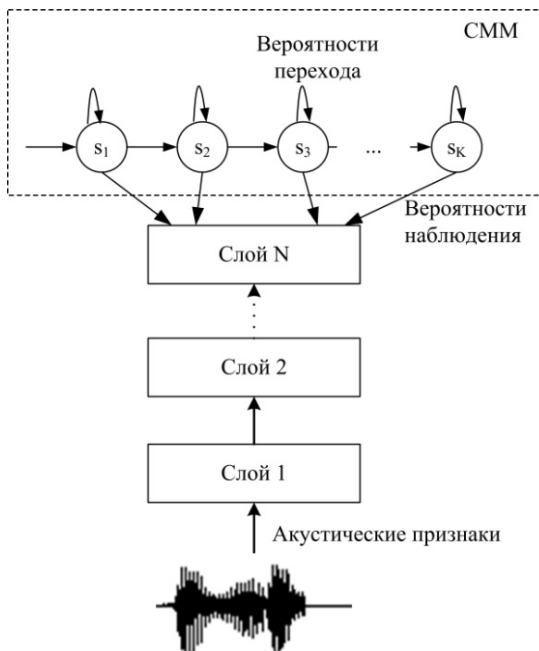 СММ
Вероятности
перехода
s1
s2
s3
...
sK
Вероятности
наблюдения
Слой N
Слой 2
Слой 1
Акустические признаки